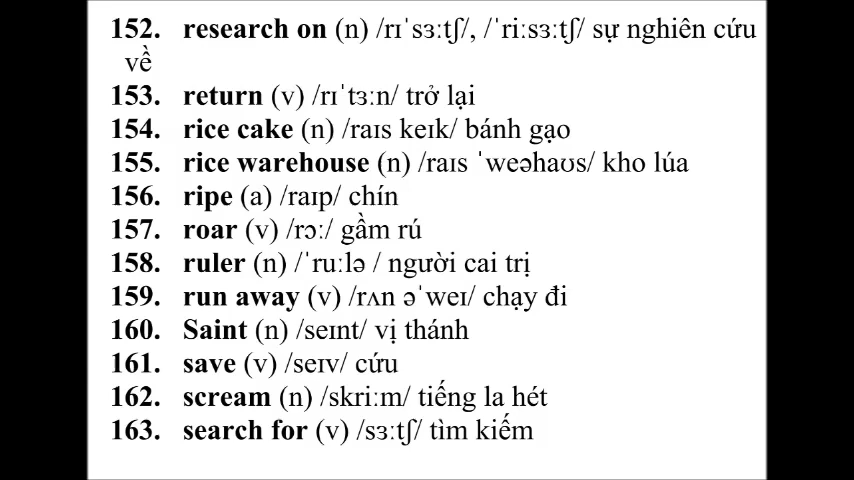 152. research on (n) /rɪˈsɜːtʃ/, /ˈriːsɜːtʃ/ sự nghiên cứu
về
153. return (v) /rɪˈtɜːn/ trở lại
154. rice cake (n) /raɪs keɪk/ bánh gạo
155. rice warehouse (n) /raɪs ˈweəhaʊs/ kho lúa
156. ripe (a) /raɪp/ chín
157. roar (v) /rɔː/ gầm rú
158. ruler (n) /ˈruːlə / người cai trị
159. run away (v) /rʌn əˈweɪ/ chạy đi
160. Saint (n) /seɪnt/ vị thánh
161. save (v) /seɪv/ cứu
162. scream (n) /skriːm/ tiếng la hét
163. search for (v) /sɜːtʃ/ tìm kiếm